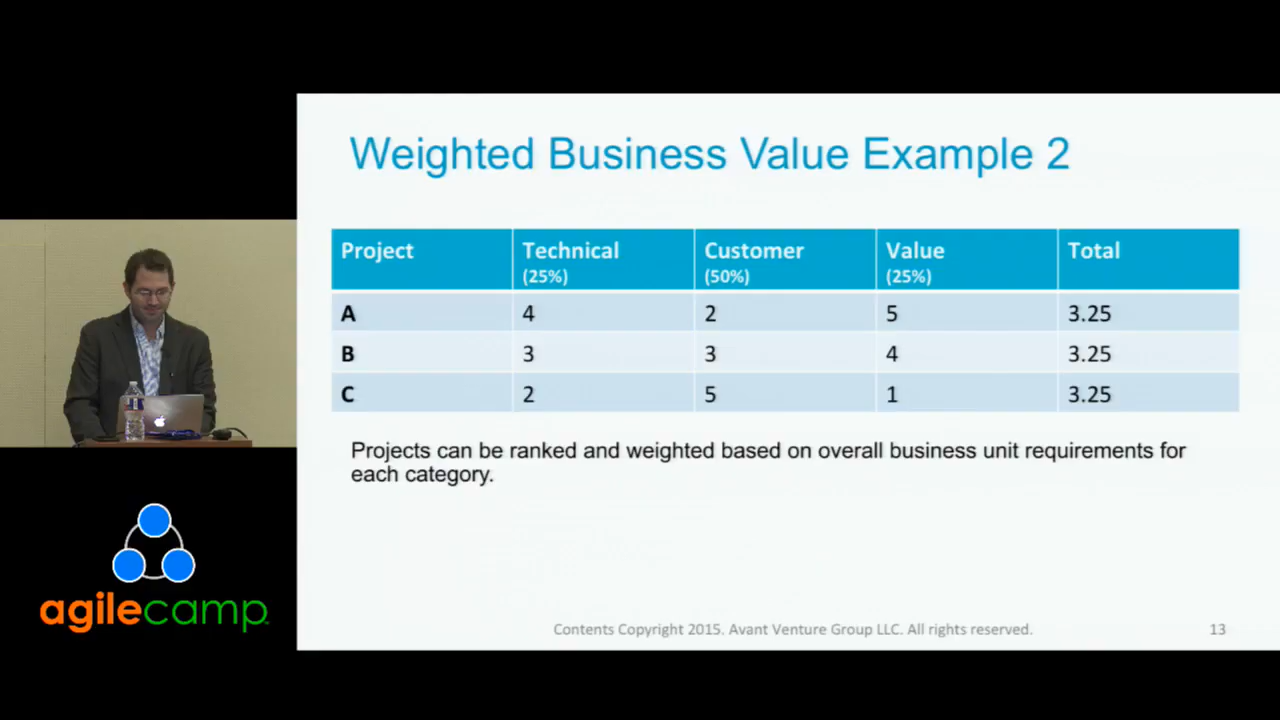 Weighted Business Value Example 2
Project Technical Customer Value Total
(25%) (50%) (25%)
A 4 2 5 3.25
B 3 3 4 3.25
C 2 5 1 3.25
Projects can be ranked and weighted based on overall business unit requirements for
each category.
agilecamp
Contents Copyright 2015. Avant Venture Group LLC. All rights reserved. 13